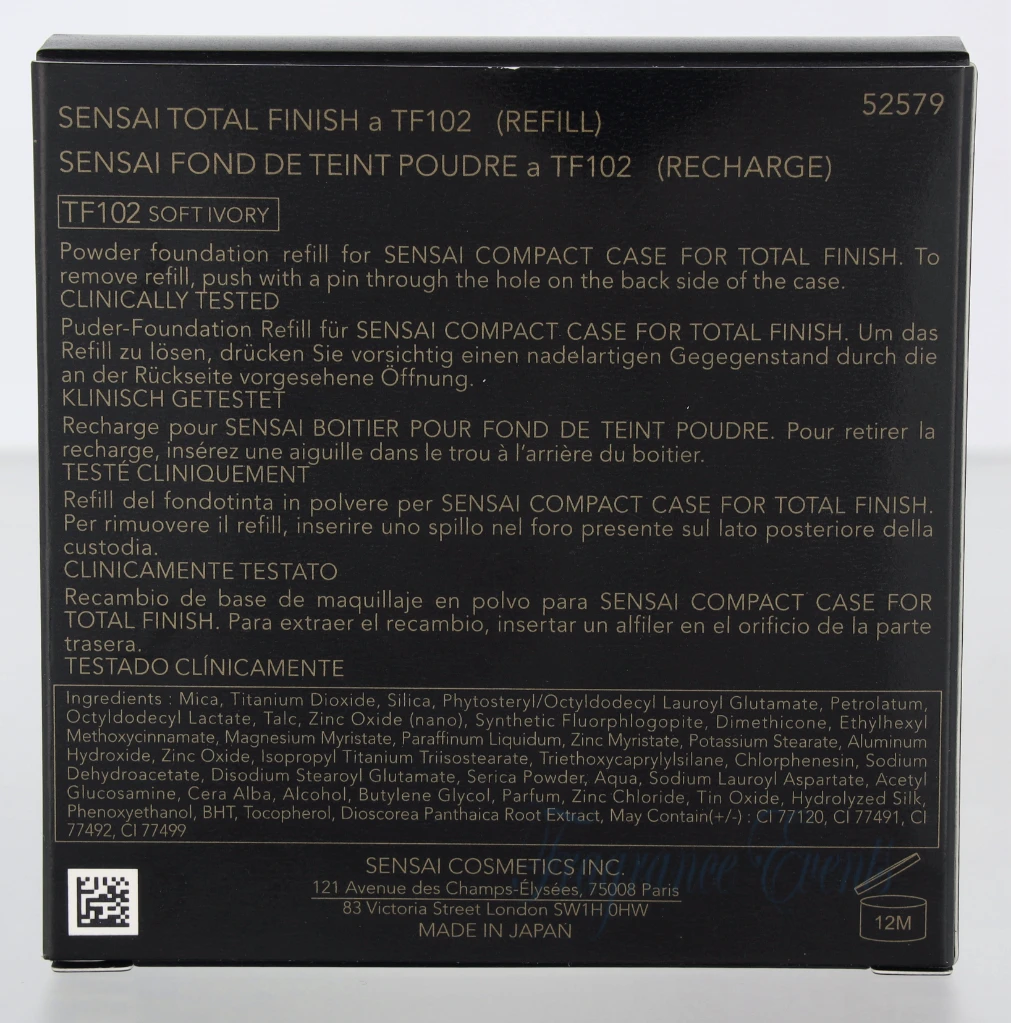 52579
SENSAI TOTAL FINISH a TF102 (REFILL)
SENSAI FOND DE TEINT POUDRE a TF102 (RECHARGE)
TF102 SOFT IVORY
Powder foundation refill for SENSAI COMPACT CASE FOR TOTAL FINISH. To
remove refill, push with a pin through the hole on the back side of the case.
CLINICALLY TESTED
Puder-Foundation Refill für SENSAI COMPACT CASE FOR TOTAL FINISH. Um das
Refill zu lösen, drücken Sie vorsichtig einen nadelartigen Gegegenstand durch die
an der Rückseite vorgesehene Öffnung.
KLINISCH GETESTET
Recharge pour SENSAI BOITIER POUR FOND DE TEINT POUDRE. Pour retirer la
recharge, insérez une aiguille dans le trou à l'arrière du boitier.
TESTÉ CLINIQUEMENT
Refill del fondotinta in polvere per SENSAI COMPACT CASE FOR TOTAL FINISH.
Per rimuovere il refill, inserire uno spillo nel foro presente sul lato posteriore della
custodia.
CLINICAMENTE TESTATO
Recambio de base de maquillaje en polvo para SENSAI COMPACT CASE FOR
TOTAL FINISH. Para extraer el recambio, insertar un alfiler en el orificio de la parte
trasera.
TESTADO CLÍNICAMENTE
Ingredients : Mica, Titanium Dioxide, Silica, Phytosteryl/Octyldodecyl Lauroyl Glutamate, Petrolatum,
Octyldodecyl Lactate, Talc, Zinc Oxide (nano), Synthetic Fluorphlogopite, Dimethicone, Ethylhexyl
Methoxycinnamate, Magnesium Myristate, Paraffinum Liquidum, Zinc Myristate, Potassium Stearate, Aluminum
Hydroxide, Zinc Oxide, Isopropyl Titanium Triisostearate, Triethoxycaprylylsilane, Chlorphenesin, Sodium
Dehydroacetate, Disodium Stearoyl Glutamate, Serica Powder, Aqua, Sodium Lauroyl Aspartate, Acetyl
Glucosamine, Cera Alba, Alcohol, Butylene Glycol, Parfum, Zinc Chloride, Tin Oxide, Hydrolyzed Silk,
Phenoxyethanol, BHT, Tocopherol, Dioscorea Panthaica Root Extract, May Contain(+/-) : CI 77120, CI 77491, CI
77492, CI 77499
SENSAI COSMETICS INC.
121 Avenue des Champs-Élysées, 75008 Paris
83 Victoria Street London SW1H 0HW
MADE IN JAPAN
12M